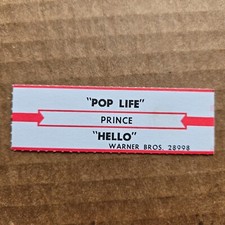 "POP LIFE"
PRINCE
"HELLO"
WARNER BROS. 28998